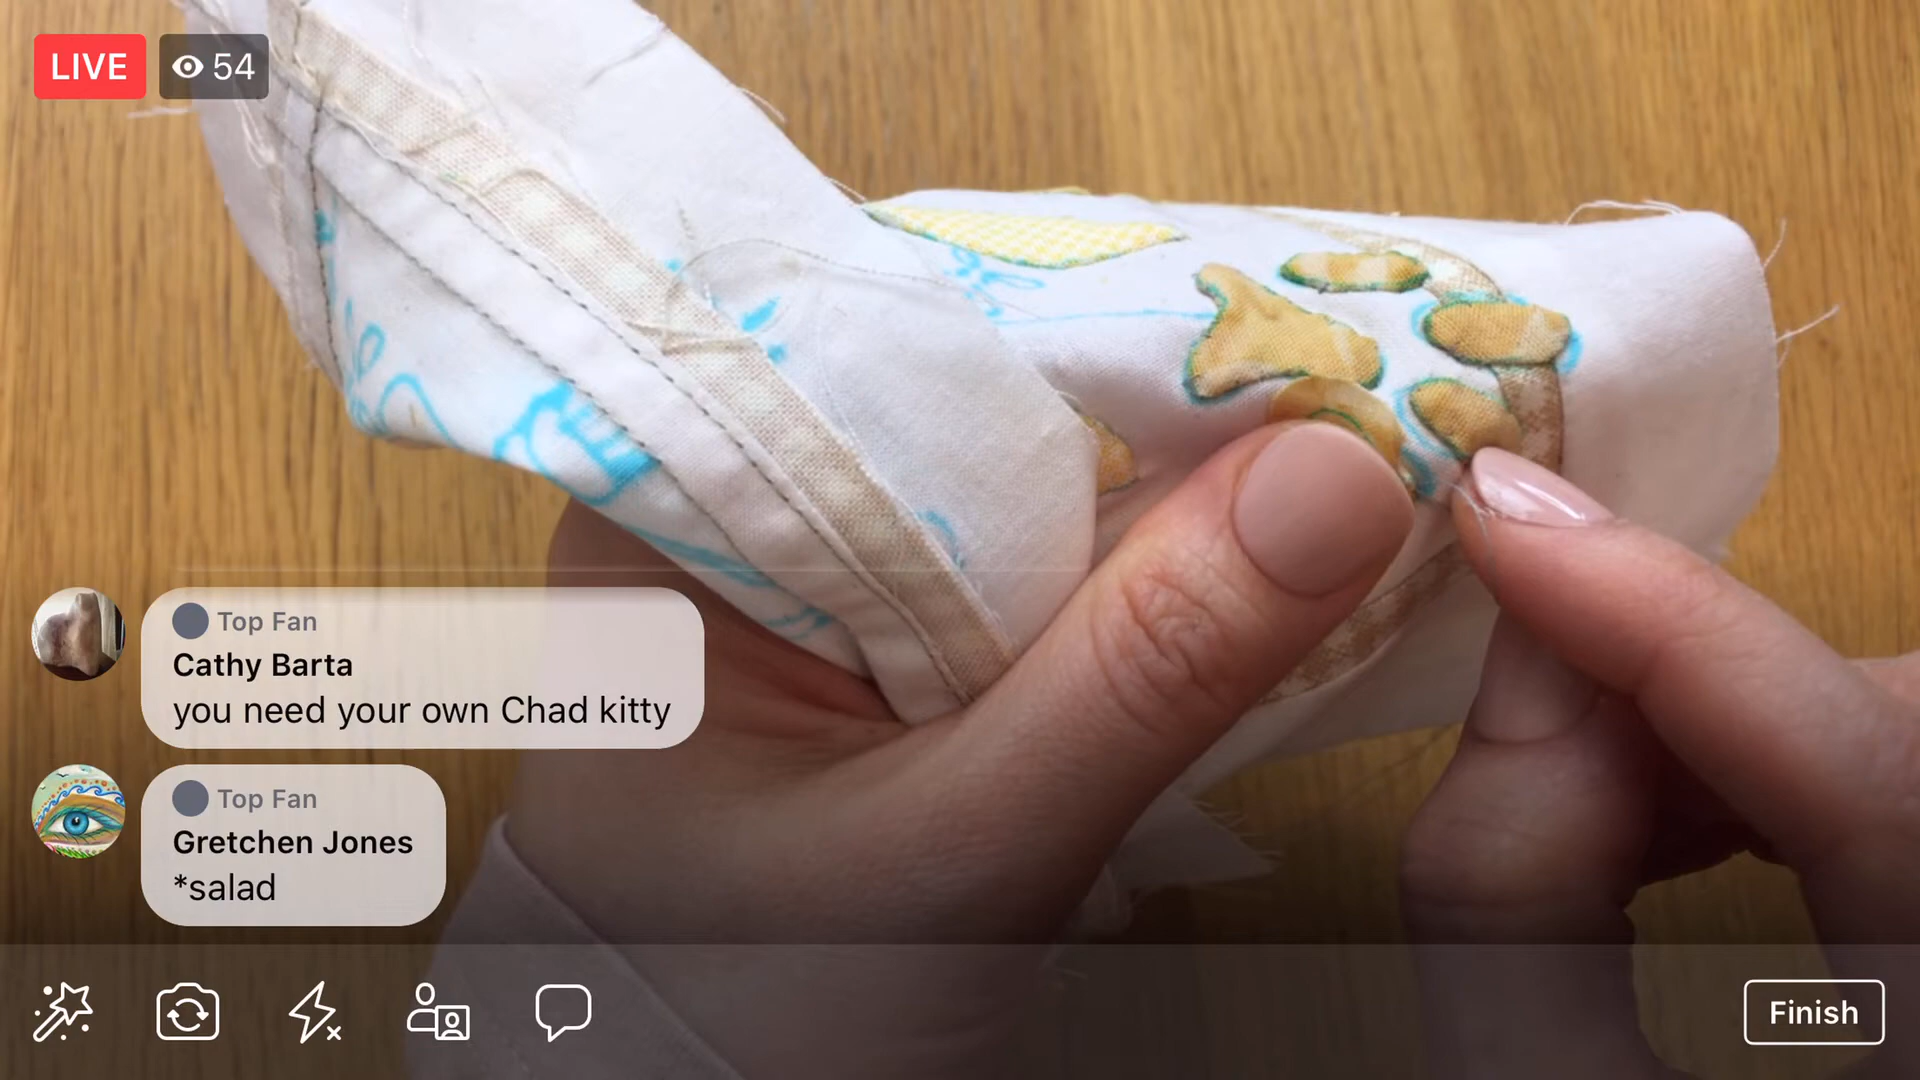 LIVE
54
Top Fan
Cathy Barta
you need your own Chad kitty
Top Fan
Gretchen Jones
*salad
Finish